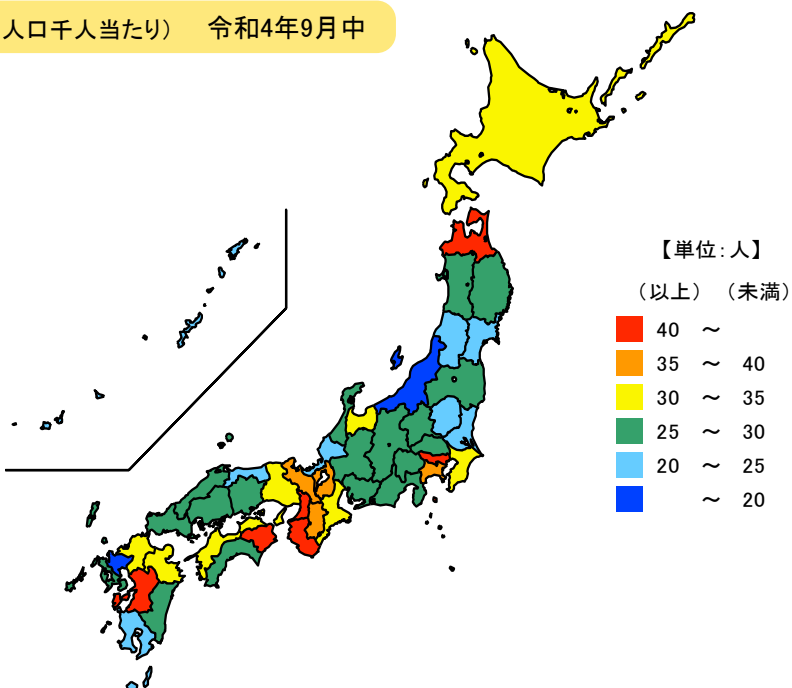 人口千人当たり） 令和4年9月中
【単位：人】
（以上） （未満）
40 ～
35 ～ 40
30 ～ 35
25 ～ 30
20 ～ 25
～ 20